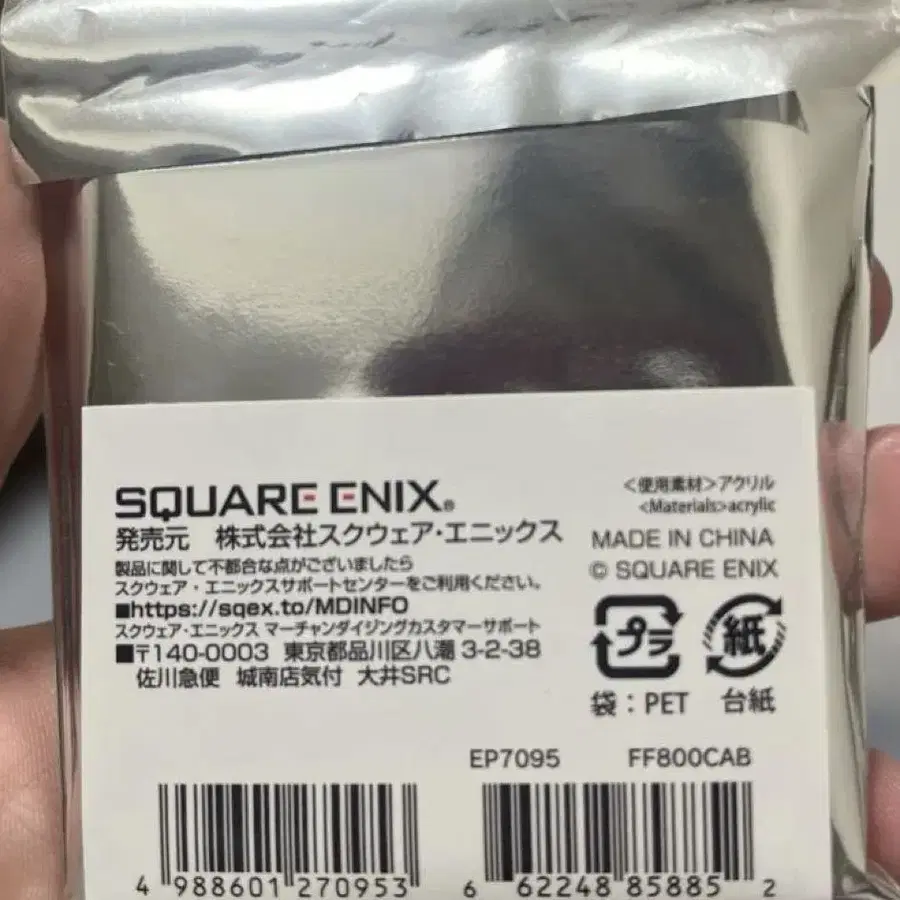 SQUARE ENIX®
発売元 株式会社スクウェア・エニックス
製品に関して不都合な点がございましたら
スクウェア・エニックスサポートセンターをご利用ください。
■https://sqex.to/MDINFO
スクウェア・エニックス マーチャンダイジングカスタマーサポート
■〒140-0003 東京都品川区八潮 3-2-38
佐川急便 城南店気付 大井SRC
<使用素材>アクリル
<Materials>acrylic
MADE IN CHINA
© SQUARE ENIX
プラ 紙
袋:PET 台紙
EP7095 FF800CAB
4 988601 270953
6 62248 85885 2